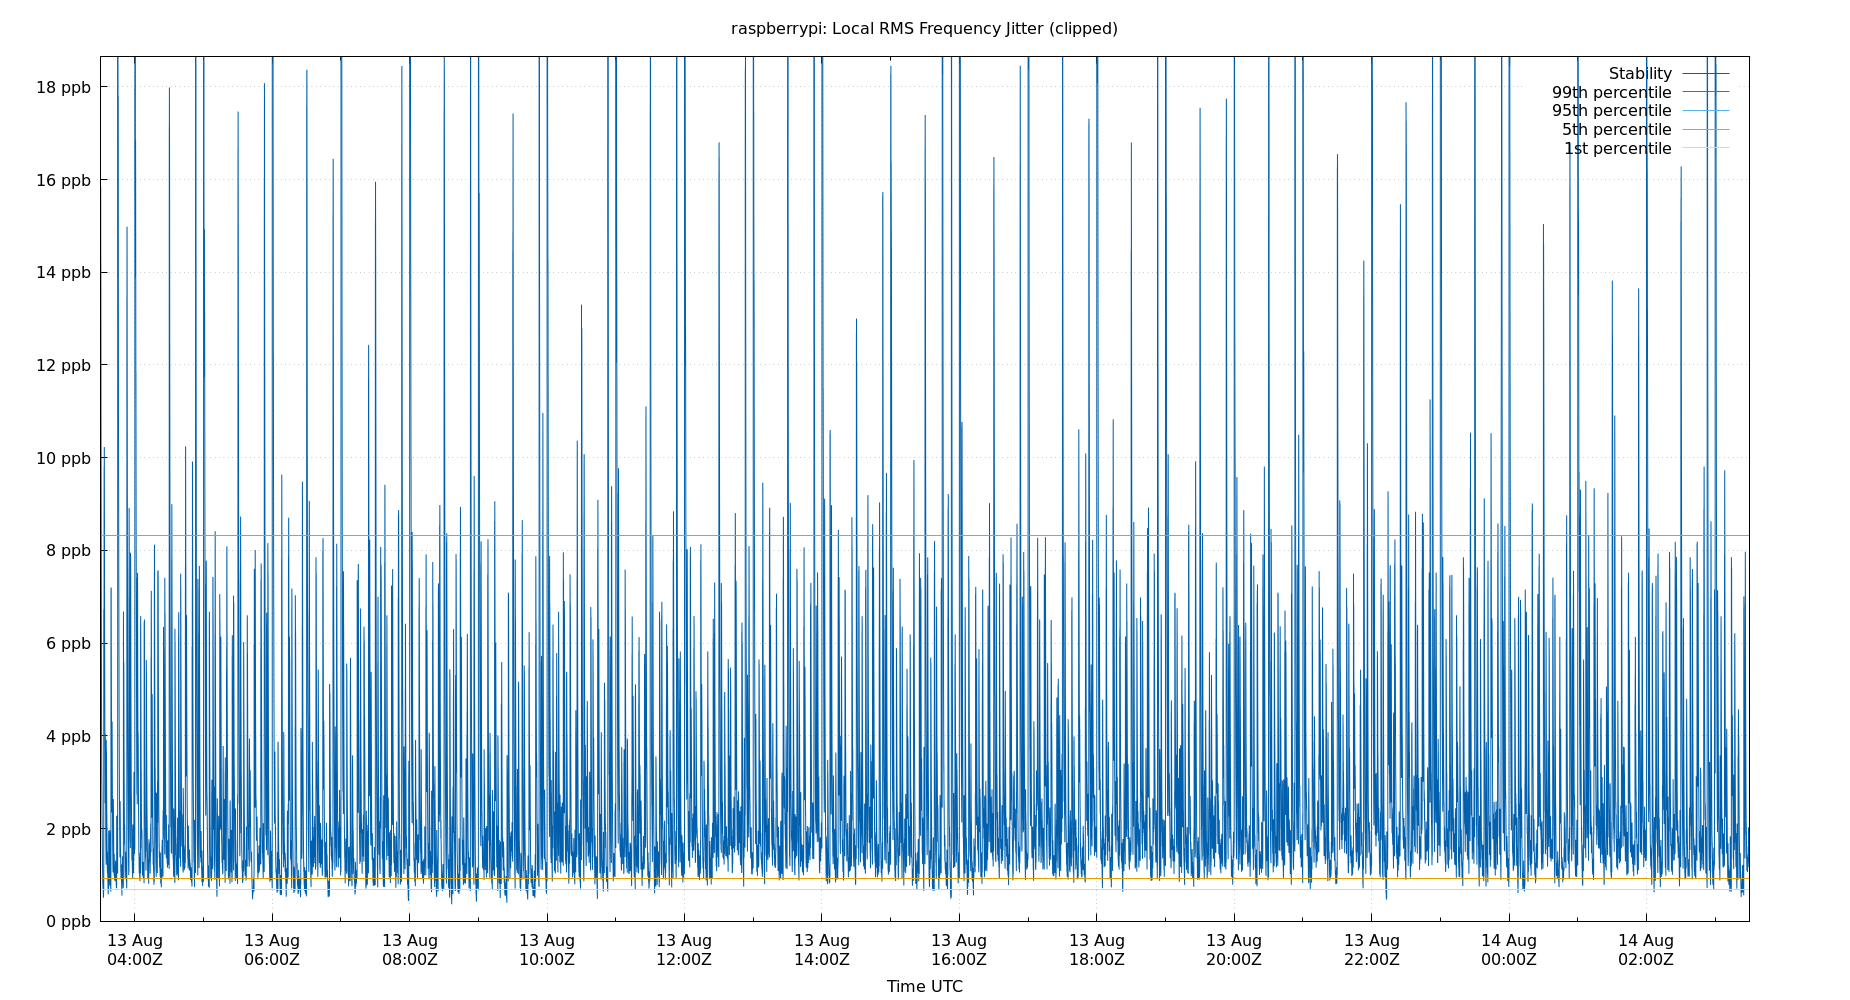 raspberrypi: Local RMS Frequency Jitter (clipped)
Stability
99th percentile
95th percentile
5th percentile
1st percentile
18 ppb
16 ppb
14 ppb
12 ppb
10 ppb
8 ppb
6 ppb
4 ppb
2 ppb
0 ppb
13 Aug 13 Aug 13 Aug 13 Aug 13 Aug 13 Aug 13 Aug 13 Aug 13 Aug 13 Aug 14 Aug 14 Aug
04:00Z 06:00Z 08:00Z 10:00Z 12:00Z 14:00Z 16:00Z 18:00Z 20:00Z 22:00Z 00:00Z 02:00Z
Time UTC